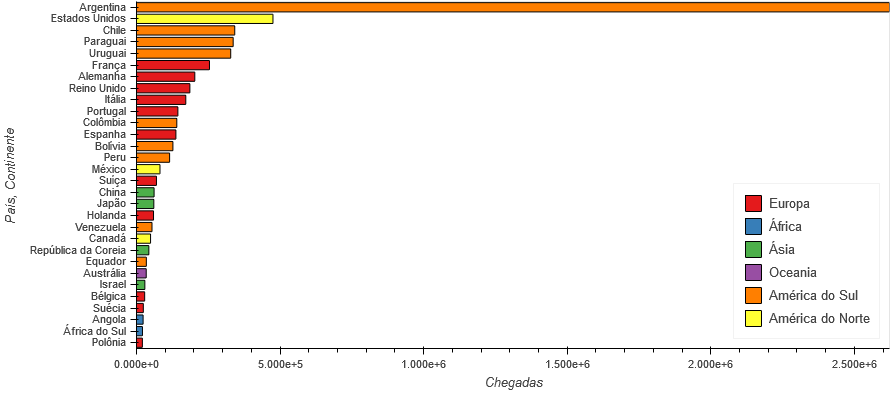 Argentina
Estados Unidos
Chile
Paraguai
Uruguai
França
Alemanha
Reino Unido
Itália
Portugal
Colômbia
Espanha
Bolívia
Peru
México
Suíça
China
Japão
Holanda
Venezuela
Canadá
República da Coreia
Equador
Austrália
Israel
Bélgica
Suécia
Angola
África do Sul
Polônia
País, Continente
0.000e+0 5.000e+5 1.000e+6 1.500e+6 2.000e+6 2.500e+6
Chegadas
Europa
África
Ásia
Oceania
América do Sul
América do Norte